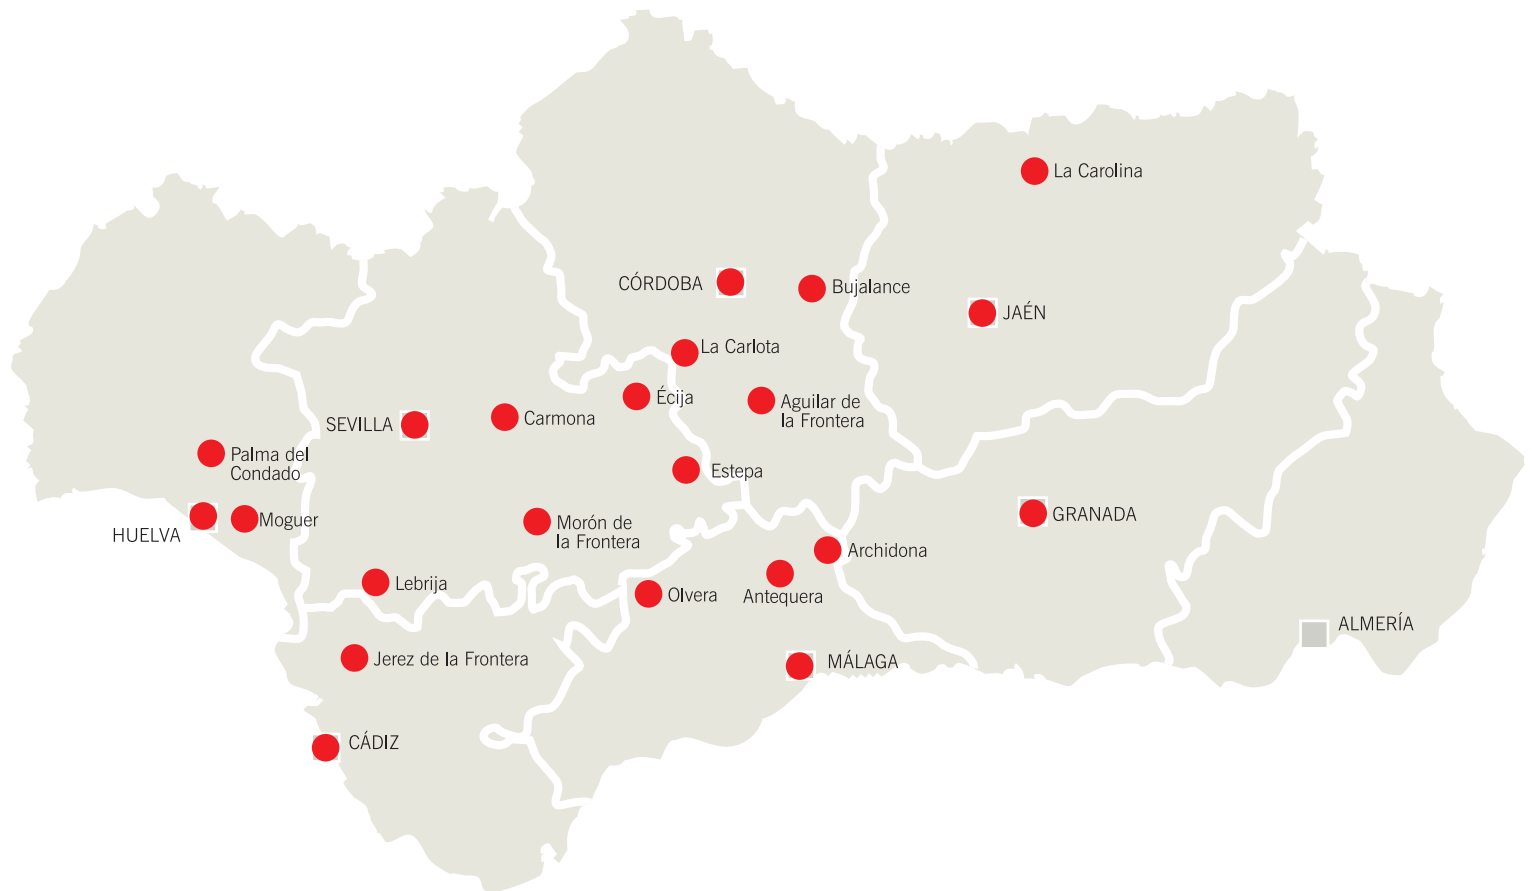 La Carolina
CÓRDOBA
Bujalance
JAÉN
La Carlota
Écija
Aguilar de
la Frontera
Carmona
SEVILLA
Palma del
Condado
Estepa
HUELVA
Moguer
Morón de
la Frontera
GRANADA
Archidona
Lebrija
Olvera
Antequera
ALMERÍA
Jerez de la Frontera
MÁLAGA
CÁDIZ